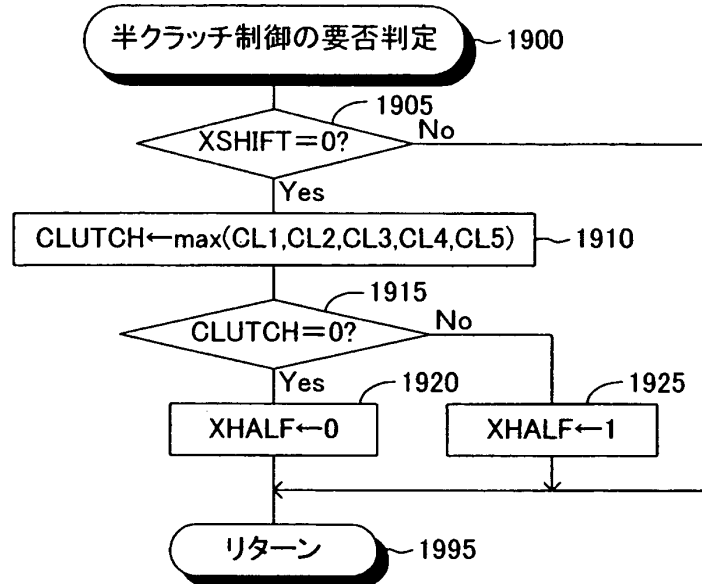 半クラッチ制御の要否判定
1900
1905
XSHIFT=0?
No
Yes
CLUTCH←max(CL1,CL2,CL3,CL4,CL5)
1910
1915
CLUTCH=0?
No
Yes
1920
1925
XHALF←0
XHALF←1
リターン
1995